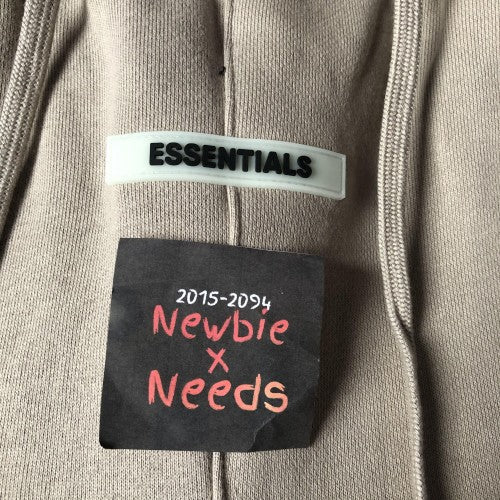 ESSENTIALS
2015-2094
Newbie
x
Needs